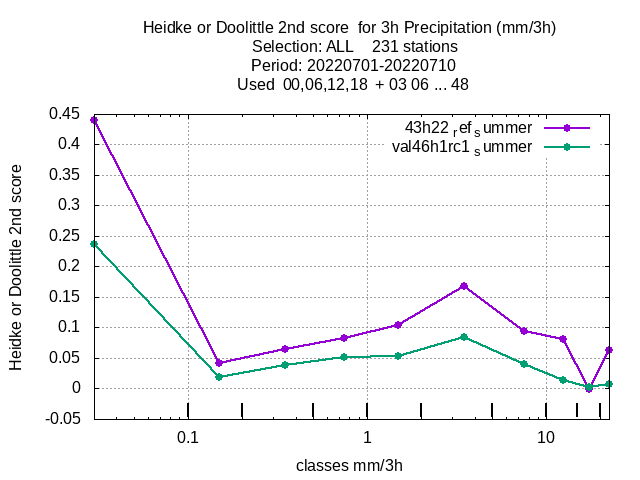 Heidke or Doolittle 2nd score for 3h Precipitation (mm/3h)
Selection: ALL 231 stations
Period: 20220701-20220710
Used 00,06,12,18 + 03 06 ... 48
43h22 refsummer
val46h1rc1 summer
Heidke or Doolittle 2nd score
0.45
0.4
0.35
0.3
0.25
0.2
0.15
0.1
0.05
0
-0.05
0.1 1 10
classes mm/3h